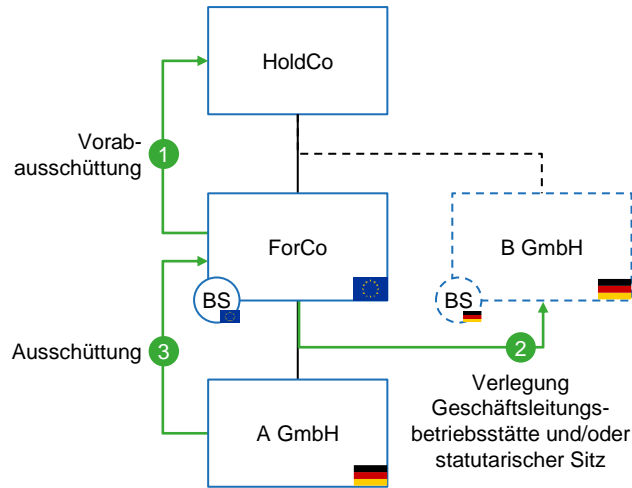 HoldCo
Vorab-
ausschüttung
1
ForCo
BS
B GmbH
BS
Ausschüttung
3
2
A GmbH
Verlegung
Geschäftsleitungs-
betriebsstätte und/oder
statutarischer Sitz